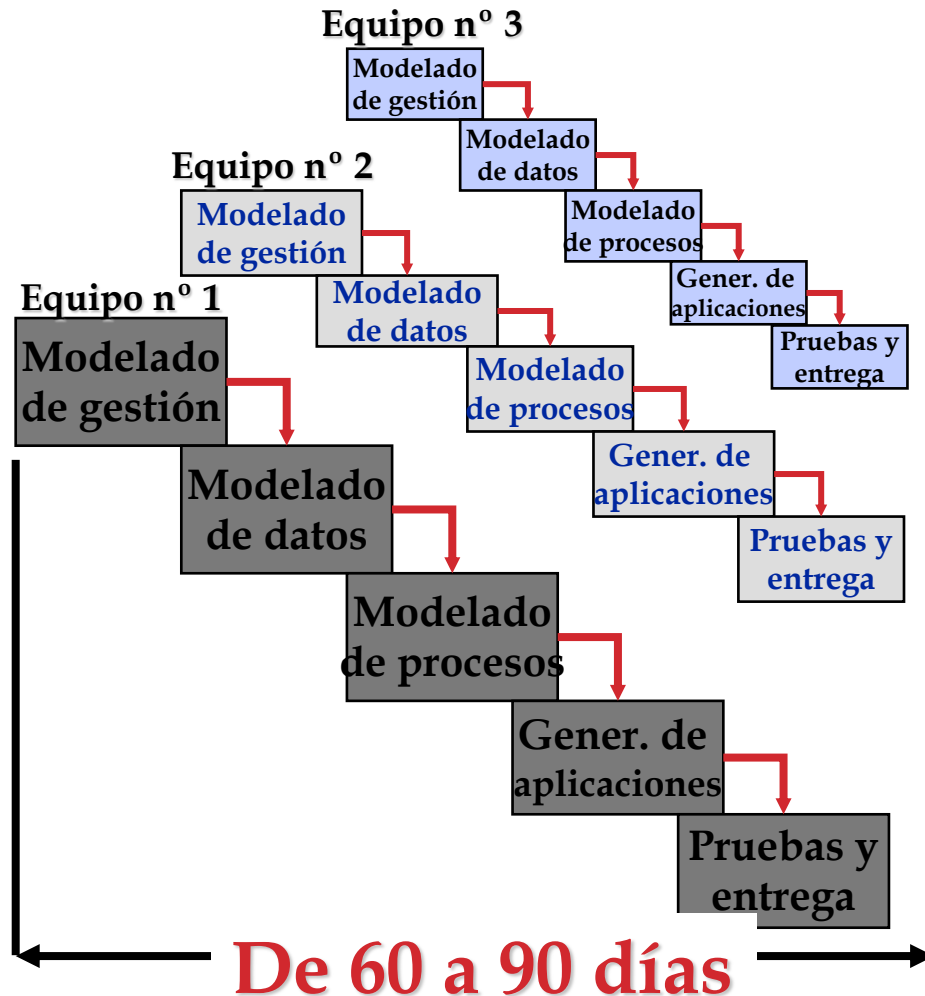 Equipo nº 3
Modelado
de gestión
Modelado
de datos
Modelado
de procesos
Gener. de
aplicaciones
Pruebas y
entrega
Equipo nº 2
Modelado
de gestión
Modelado
de datos
Modelado
de procesos
Gener. de
aplicaciones
Pruebas y
entrega
Equipo nº 1
Modelado
de gestión
Modelado
de datos
Modelado
de procesos
Gener. de
aplicaciones
Pruebas y
entrega
De 60 a 90 días